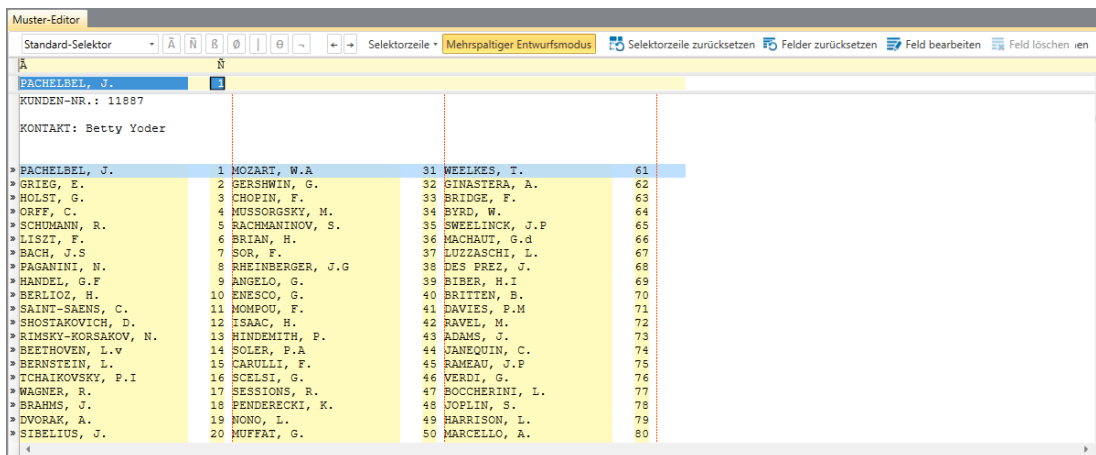 Muster-Editor
Standard-Selektor Ã Ñ ß Ø | θ ¬ ← → Selektorzeile Mehrspaltiger Entwurfsmodus Selektorzeile zurücksetzen Felder zurücksetzen Feld bearbeiten Feld löschen ıen
Ã Ñ
PACHELBEL, J. 1
KUNDEN-NR.: 11887
KONTAKT: Betty Yoder
» PACHELBEL, J. 1 MOZART, W.A 31 WEELKES, T. 61
» GRIEG, E. 2 GERSHWIN, G. 32 GINASTERA, A. 62
» HOLST, G. 3 CHOPIN, F. 33 BRIDGE, F. 63
» ORFF, C. 4 MUSSORGSKY, M. 34 BYRD, W. 64
» SCHUMANN, R. 5 RACHMANINOV, S. 35 SWEELINCK, J.P 65
» LISZT, F. 6 BRIAN, H. 36 MACHAUT, G.d 66
» BACH, J.S 7 SOR, F. 37 LUZZASCHI, L. 67
» PAGANINI, N. 8 RHEINBERGER, J.G 38 DES PREZ, J. 68
» HANDEL, G.F 9 ANGELO, G. 39 BIBER, H.I 69
» BERLIOZ, H. 10 ENESCO, G. 40 BRITTEN, B. 70
» SAINT-SAENS, C. 11 MOMPOU, F. 41 DAVIES, P.M 71
» SHOSTAKOVICH, D. 12 ISAAC, H. 42 RAVEL, M. 72
» RIMSKY-KORSAKOV, N. 13 HINDEMITH, P. 43 ADAMS, J. 73
» BEETHOVEN, L.v 14 SOLER, P.A 44 JANEQUIN, C. 74
» BERNSTEIN, L. 15 CARULLI, F. 45 RAMEAU, J.P 75
» TCHAIKOVSKY, P.I 16 SCELSI, G. 46 VERDI, G. 76
» WAGNER, R. 17 SESSIONS, R. 47 BOCCHERINI, L. 77
» BRAHMS, J. 18 PENDERECKI, K. 48 JOPLIN, S. 78
» DVORAK, A. 19 NONO, L. 49 HARRISON, L. 79
» SIBELIUS, J. 20 MUFFAT, G. 50 MARCELLO, A. 80